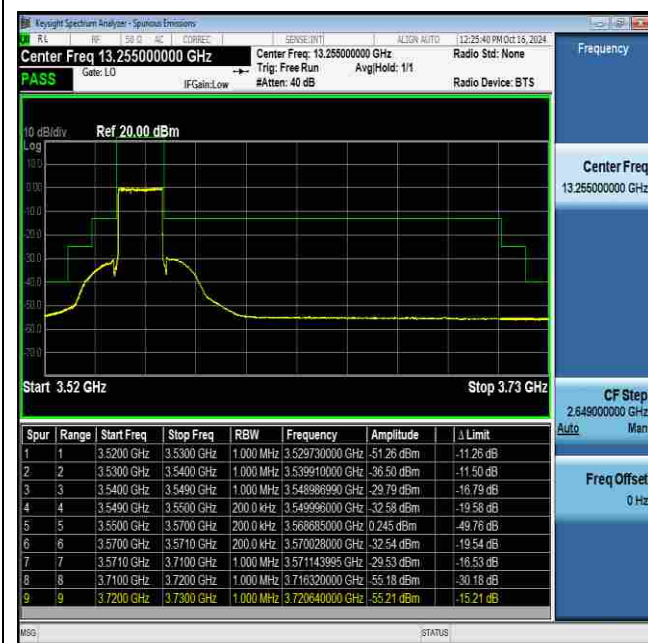 Keysight Spectrum Analyzer - Spurious Emissions
RL RF 50 Ω AC CORREC SENSE:INT ALIGN AUTO 12:25:40 PM Oct 16, 2024
Center Freq 13.255000000 GHz
Center Freq: 13.255000000 GHz
Radio Std: None
PASS
Gate: LO
Trig: Free Run
Avg|Hold: 1/1
IFGain:Low
#Atten: 40 dB
Radio Device: BTS
10 dB/div
Ref 20.00 dBm
Log
10.0
0.00
-10.0
-20.0
-30.0
-40.0
-50.0
-60.0
-70.0
Start 3.52 GHz
Stop 3.73 GHz
Spur Range Start Freq Stop Freq RBW Frequency Amplitude Δ Limit
1 1 3.5200 GHz 3.5300 GHz 1.000 MHz 3.529730000 GHz -51.26 dBm -11.26 dB
2 2 3.5300 GHz 3.5400 GHz 1.000 MHz 3.539910000 GHz -36.50 dBm -11.50 dB
3 3 3.5400 GHz 3.5490 GHz 1.000 MHz 3.548986990 GHz -29.79 dBm -16.79 dB
4 4 3.5490 GHz 3.5500 GHz 200.0 kHz 3.549996000 GHz -32.58 dBm -19.58 dB
5 5 3.5500 GHz 3.5700 GHz 200.0 kHz 3.568685000 GHz 0.245 dBm -49.76 dB
6 6 3.5700 GHz 3.5710 GHz 200.0 kHz 3.570028000 GHz -32.54 dBm -19.54 dB
7 7 3.5710 GHz 3.7100 GHz 1.000 MHz 3.571143995 GHz -29.53 dBm -16.53 dB
8 8 3.7100 GHz 3.7200 GHz 1.000 MHz 3.716320000 GHz -55.18 dBm -30.18 dB
9 9 3.7200 GHz 3.7300 GHz 1.000 MHz 3.720640000 GHz -55.21 dBm -15.21 dB
MSG
STATUS
Frequency
Center Freq
13.255000000 GHz
CF Step
2.649000000 GHz
Auto Man
Freq Offset
0 Hz